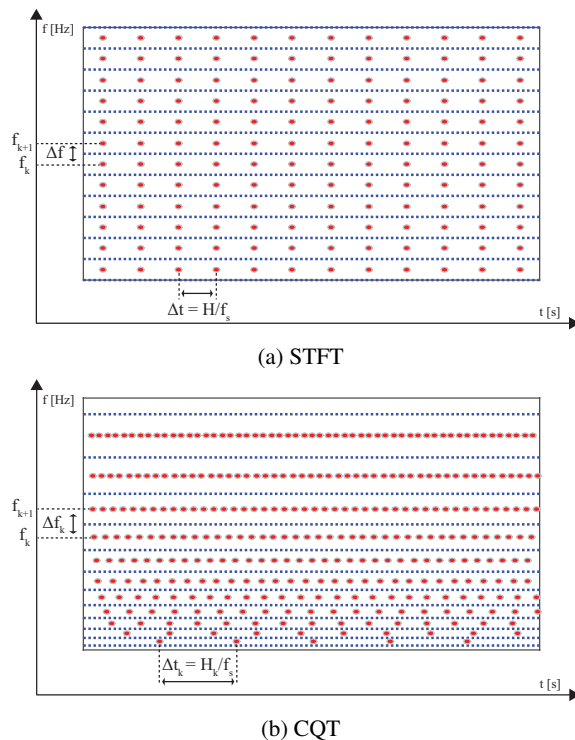 f [Hz]
f_{k+1}
Δf
f_k
Δt = H/f_s
t [s]
(a) STFT
f [Hz]
f_{k+1}
Δf_k
f_k
Δt_k = H_k/f_s
t [s]
(b) CQT